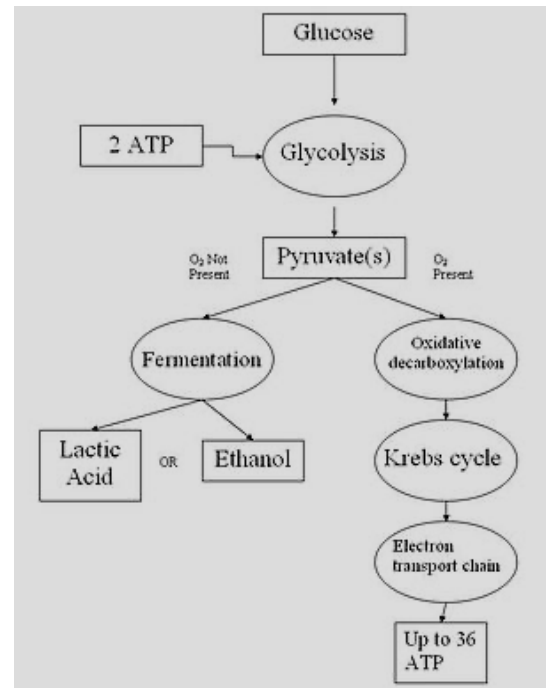 Glucose
2 ATP
Glycolysis
O₂ Not
Present
Pyruvate(s)
O₂
Present
Fermentation
Oxidative
decarboxylation
Lactic
Acid
OR
Ethanol
Krebs cycle
Electron
transport chain
Up to 36
ATP